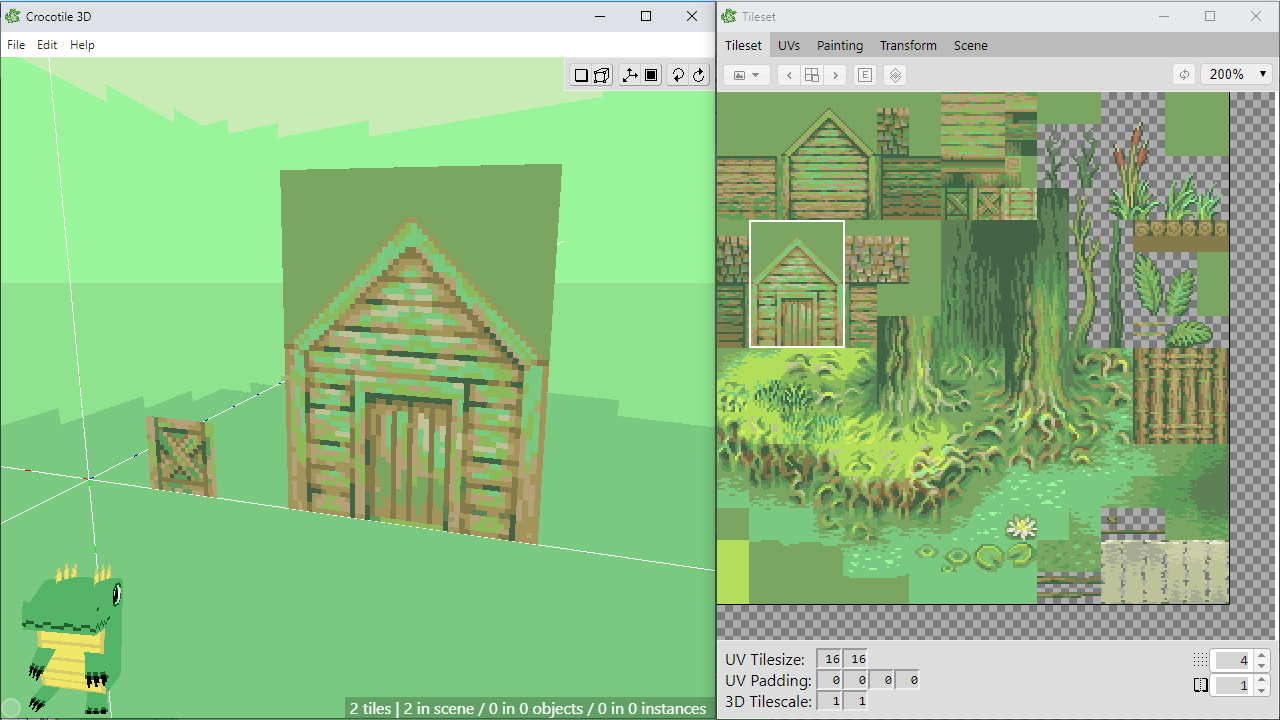 Crocotile 3D
File Edit Help
2 tiles | 2 in scene / 0 in 0 objects / 0 in 0 instances
Tileset
Tileset UVs Painting Transform Scene
E 200%
UV Tilesize: 16 16
UV Padding: 0 0 0 0
3D Tilescale: 1 1
4
1